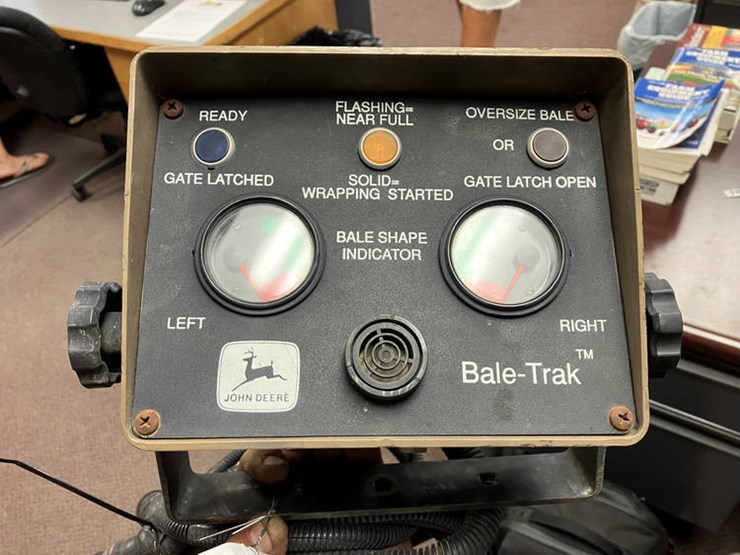 READY
FLASHING=
NEAR FULL
OVERSIZE BALE
OR
GATE LATCHED
SOLID=
WRAPPING STARTED
GATE LATCH OPEN
BALE SHAPE
INDICATOR
LEFT
RIGHT
JOHN DEERE
Bale-Trak™